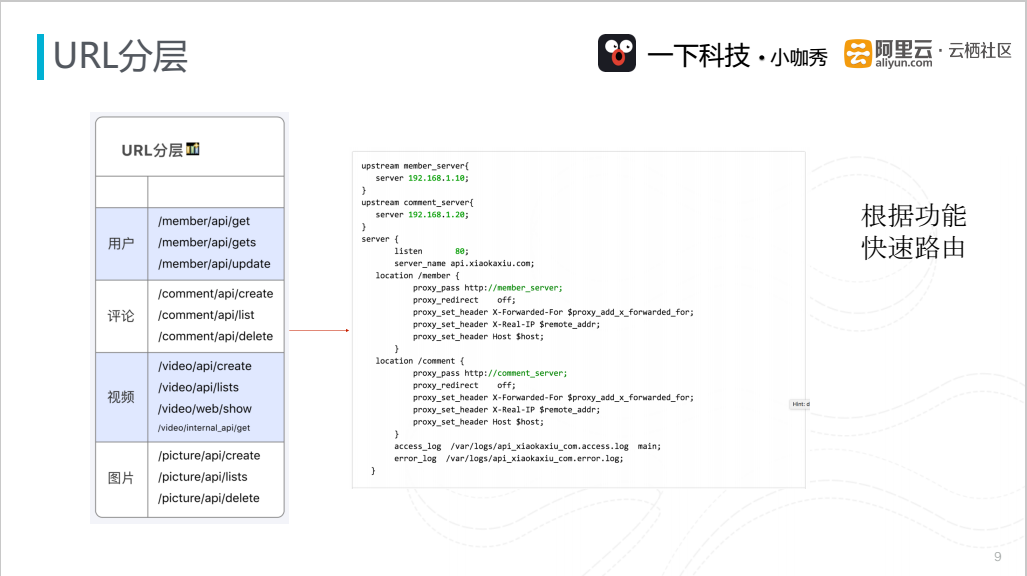 URL分层
一下科技·小咖秀
阿里云
aliyun.com
·云栖社区
URL分层
用户
/member/api/get
/member/api/gets
/member/api/update
评论
/comment/api/create
/comment/api/list
/comment/api/delete
视频
/video/api/create
/video/api/lists
/video/web/show
/video/internal_api/get
图片
/picture/api/create
/picture/api/lists
/picture/api/delete
upstream member_server{
server 192.168.1.10;
}
upstream comment_server{
server 192.168.1.20;
}
server {
listen 80;
server_name api.xiaokaxiu.com;
location /member {
proxy_pass http://member_server;
proxy_redirect off;
proxy_set_header X-Forwarded-For $proxy_add_x_forwarded_for;
proxy_set_header X-Real-IP $remote_addr;
proxy_set_header Host $host;
}
location /comment {
proxy_pass http://comment_server;
proxy_redirect off;
proxy_set_header X-Forwarded-For $proxy_add_x_forwarded_for;
proxy_set_header X-Real-IP $remote_addr;
proxy_set_header Host $host;
}
access_log /var/logs/api_xiaokaxiu_com.access.log main;
error_log /var/logs/api_xiaokaxiu_com.error.log;
}
Hint: d
根据功能
快速路由
9